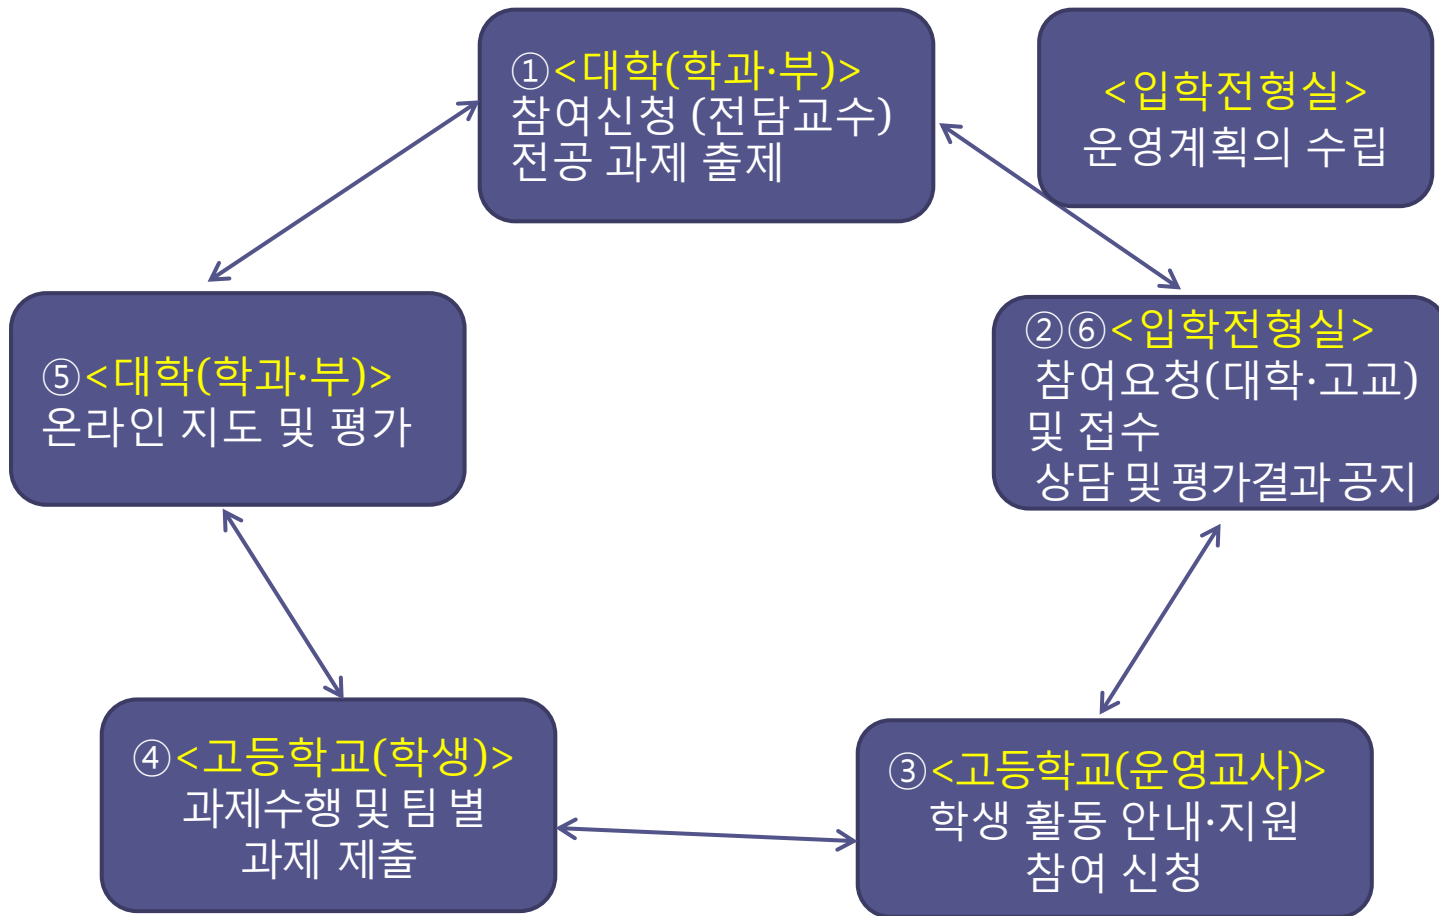 ①<대학(학과·부)>
참여신청 (전담교수)
전공 과제 출제
<입학전형실>
운영계획의 수립
②⑥<입학전형실>
참여요청(대학·고교)
및 접수
상담 및 평가결과 공지
⑤<대학(학과·부)>
온라인 지도 및 평가
④<고등학교(학생)>
과제수행 및 팀 별
과제 제출
③<고등학교(운영교사)>
학생 활동 안내·지원
참여 신청